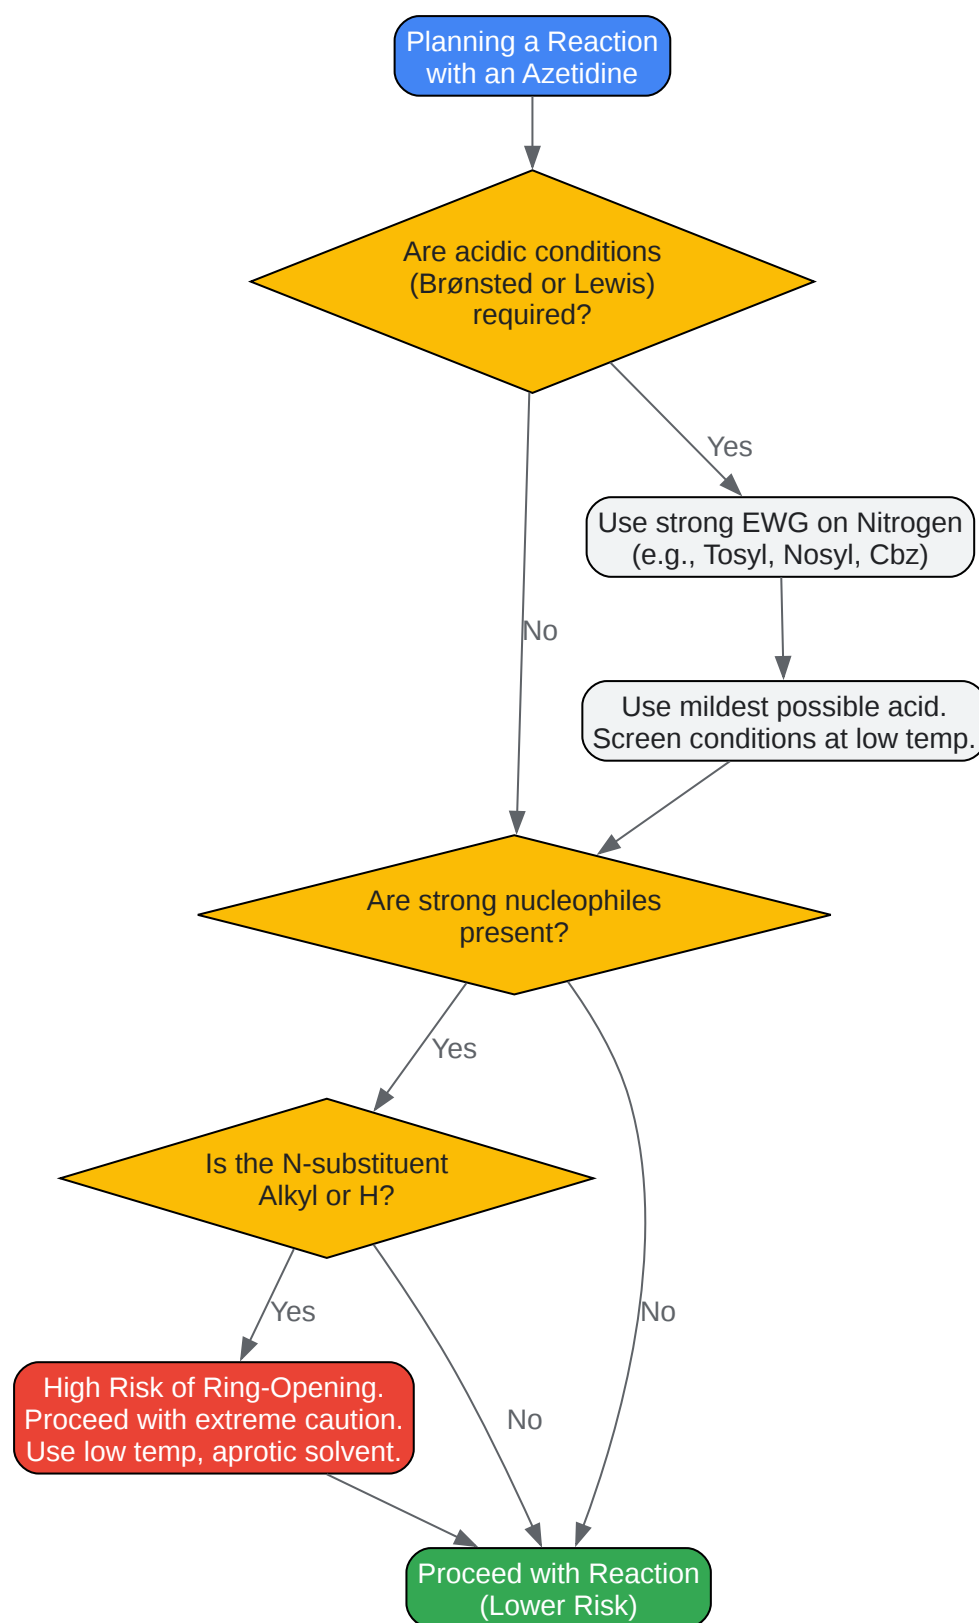 Planning a Reaction
with an Azetidine
Are acidic conditions
(Brønsted or Lewis)
required?
Yes
Use strong EWG on Nitrogen
(e.g., Tosyl, Nosyl, Cbz)
No
Use mildest possible acid.
Screen conditions at low temp.
Are strong nucleophiles
present?
Yes
Is the N-substituent
Alkyl or H?
Yes
No
High Risk of Ring-Opening.
Proceed with extreme caution.
Use low temp, aprotic solvent.
No
Proceed with Reaction
(Lower Risk)